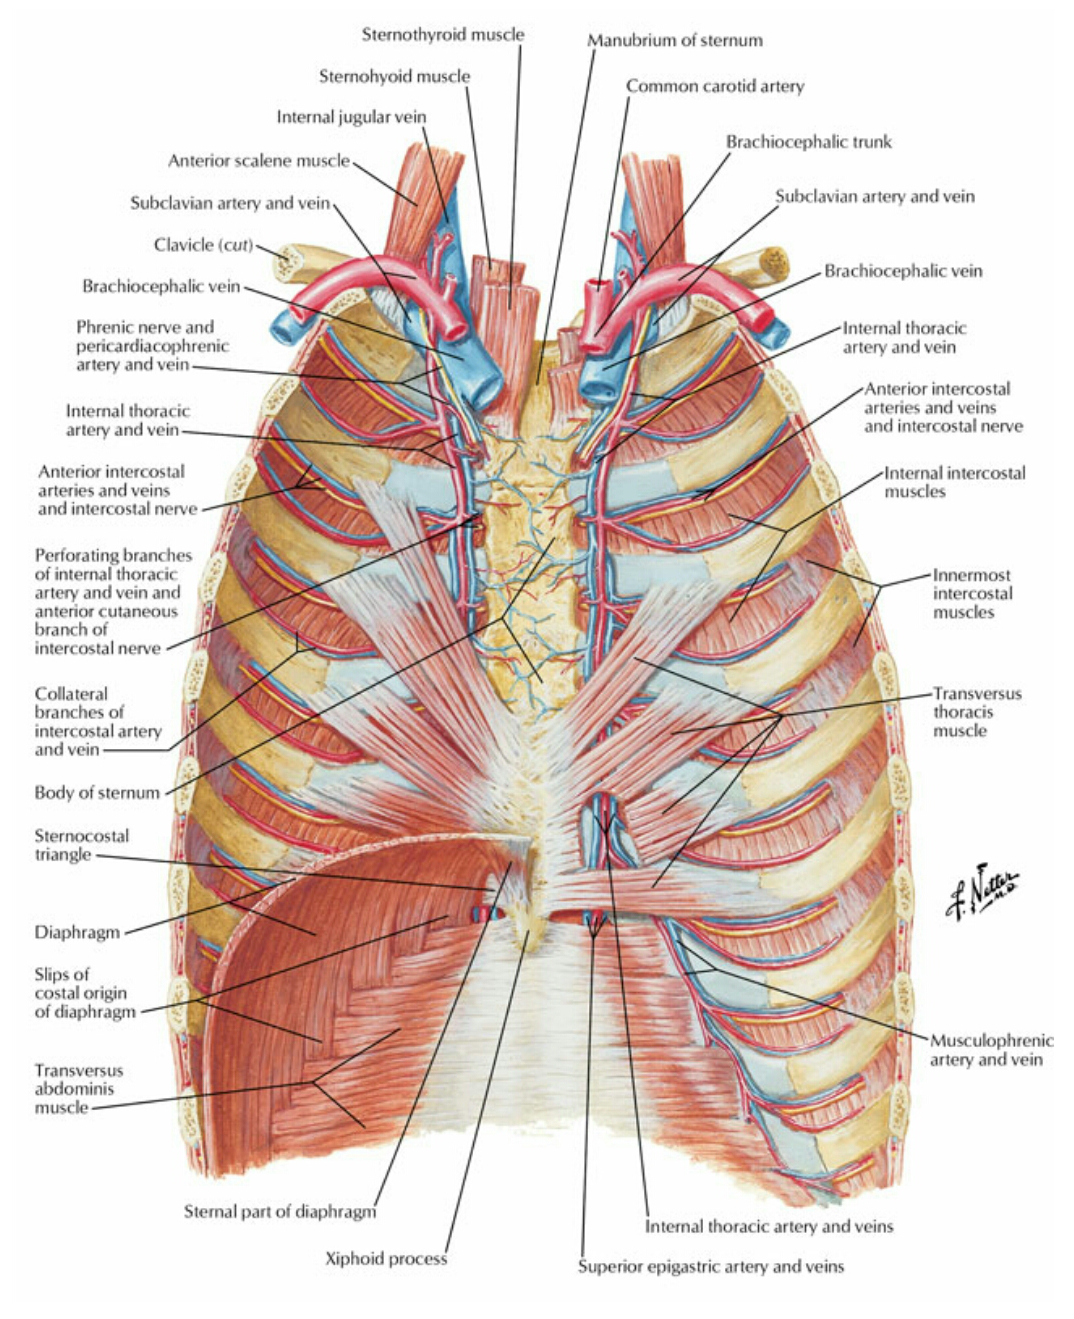 Sternothyroid muscle
Sternohyoid muscle
Internal jugular vein
Anterior scalene muscle
Subclavian artery and vein
Clavicle (cut)
Brachiocephalic vein
Phrenic nerve and
pericardiacophrenic
artery and vein
Internal thoracic
artery and vein
Anterior intercostal
arteries and veins
and intercostal nerve
Perforating branches
of internal thoracic
artery and vein and
anterior cutaneous
branch of
intercostal nerve
Collateral
branches of
intercostal artery
and vein
Body of sternum
Sternocostal
triangle
Diaphragm
Slips of
costal origin
of diaphragm
Transversus
abdominis
muscle
Sternal part of diaphragm
Xiphoid process
Manubrium of sternum
Common carotid artery
Brachiocephalic trunk
Subclavian artery and vein
Brachiocephalic vein
Internal thoracic
artery and vein
Anterior intercostal
arteries and veins
and intercostal nerve
Internal intercostal
muscles
Innermost
intercostal
muscles
Transversus
thoracis
muscle
F. Netter
M.D.
Musculophrenic
artery and vein
Internal thoracic artery and veins
Superior epigastric artery and veins